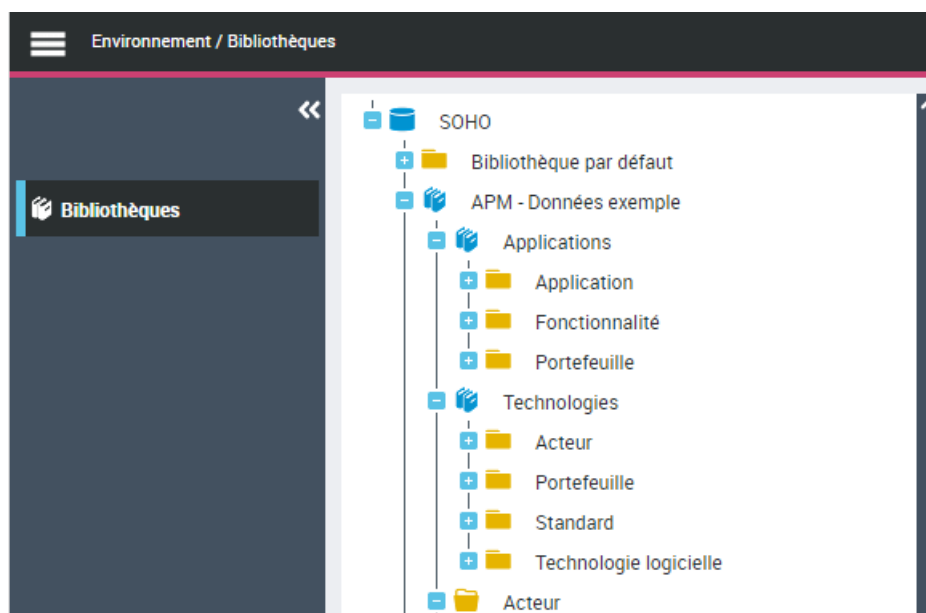 Environnement / Bibliothèques
Bibliothèques
SOHO
Bibliothèque par défaut
APM - Données exemple
Applications
Application
Fonctionnalité
Portefeuille
Technologies
Acteur
Portefeuille
Standard
Technologie logicielle
Acteur